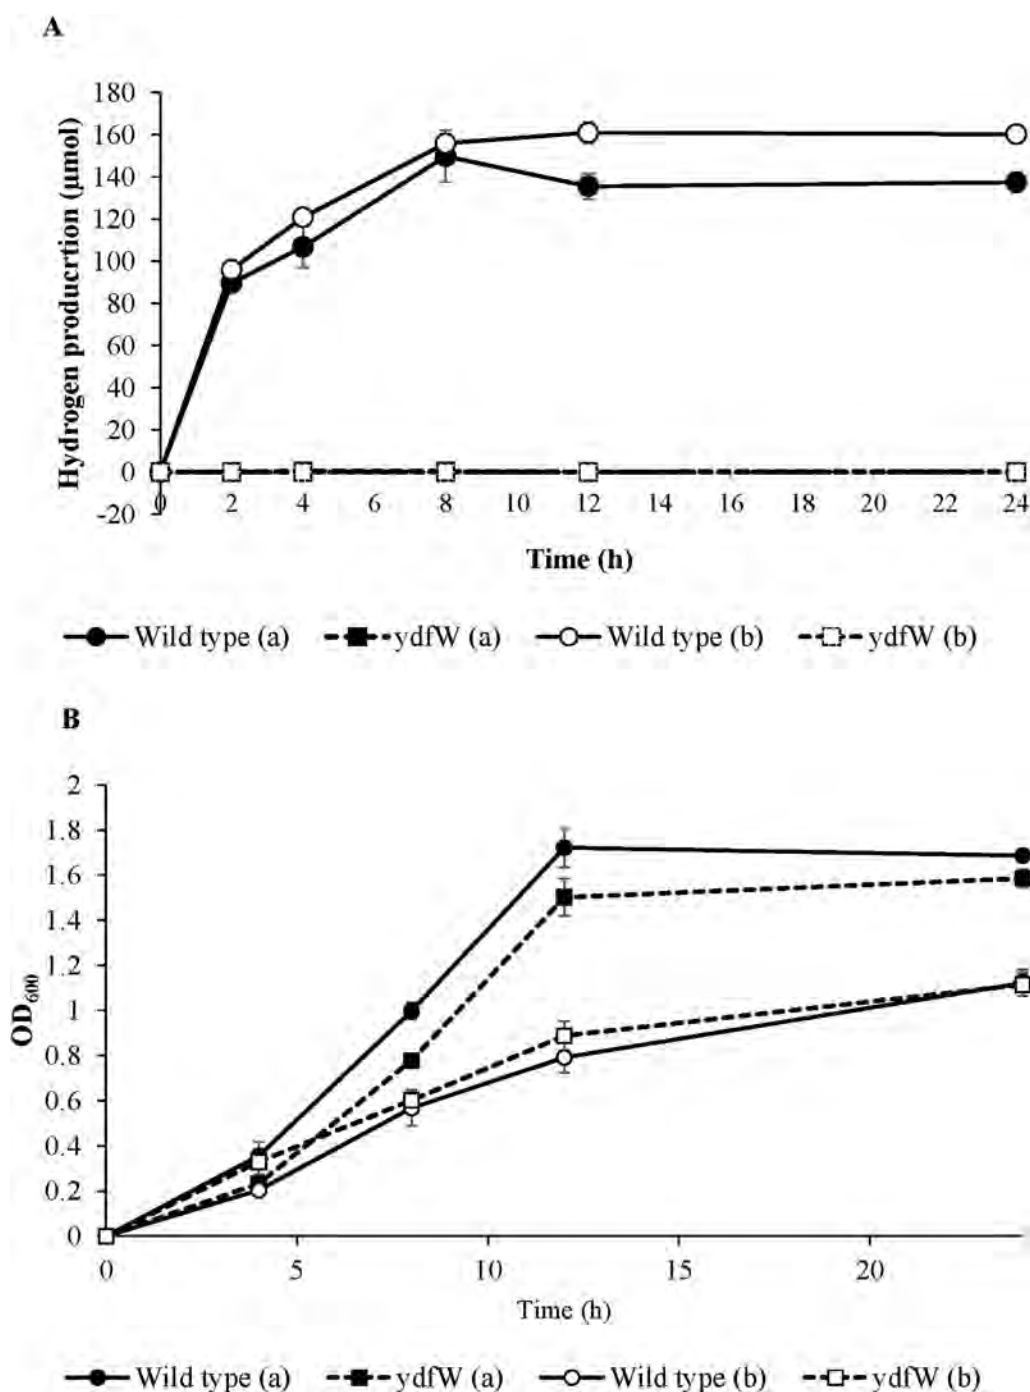 A
180
160
140
120
100
80
60
40
20
0
-20
Hydrogen producrtion (µmol)
0 2 4 6 8 10 12 14 16 18 20 22 24
Time (h)
Wild type (a) ydfW (a) Wild type (b) ydfW (b)
B
2
1.8
1.6
1.4
1.2
1
0.8
0.6
0.4
0.2
0
OD600
0 5 10 15 20
Time (h)
Wild type (a) ydfW (a) Wild type (b) ydfW (b)